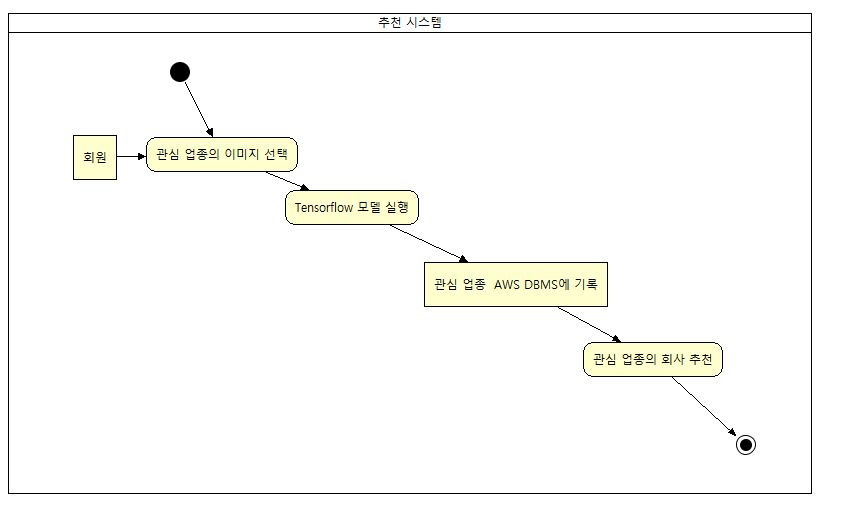 추천 시스템
회원
관심 업종의 이미지 선택
Tensorflow 모델 실행
관심 업종  AWS DBMS에 기록
관심 업종의 회사 추천